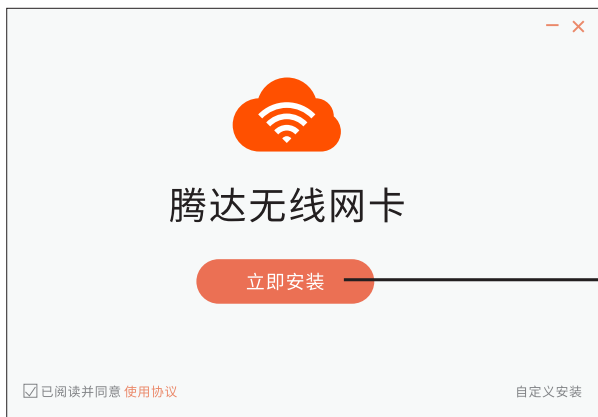 腾达无线网卡
立即安装
已阅读并同意 使用协议
自定义安装